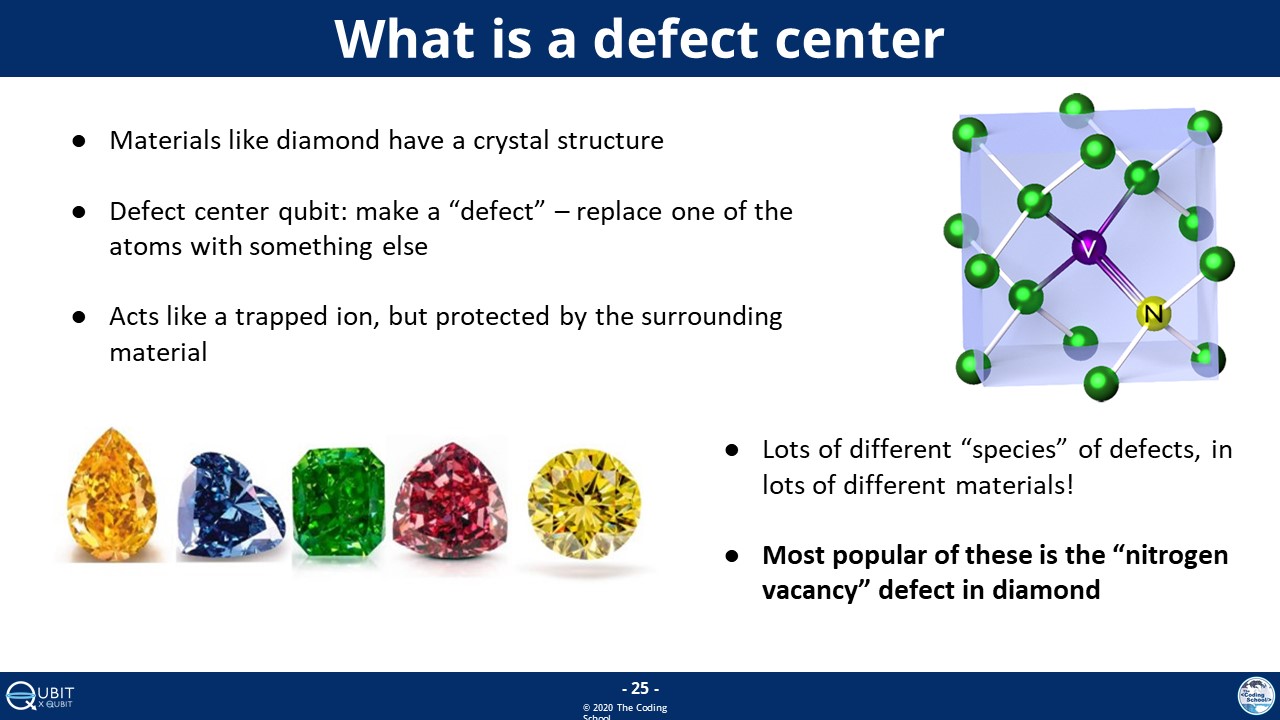 What is a defect center
● Materials like diamond have a crystal structure
● Defect center qubit: make a “defect” – replace one of the
atoms with something else
● Acts like a trapped ion, but protected by the surrounding
material
V
N
● Lots of different “species” of defects, in
lots of different materials!
● Most popular of these is the “nitrogen
vacancy” defect in diamond
QUBIT
X QUBIT
- 25 -
© 2020 The Coding
School
The
<Coding
School>